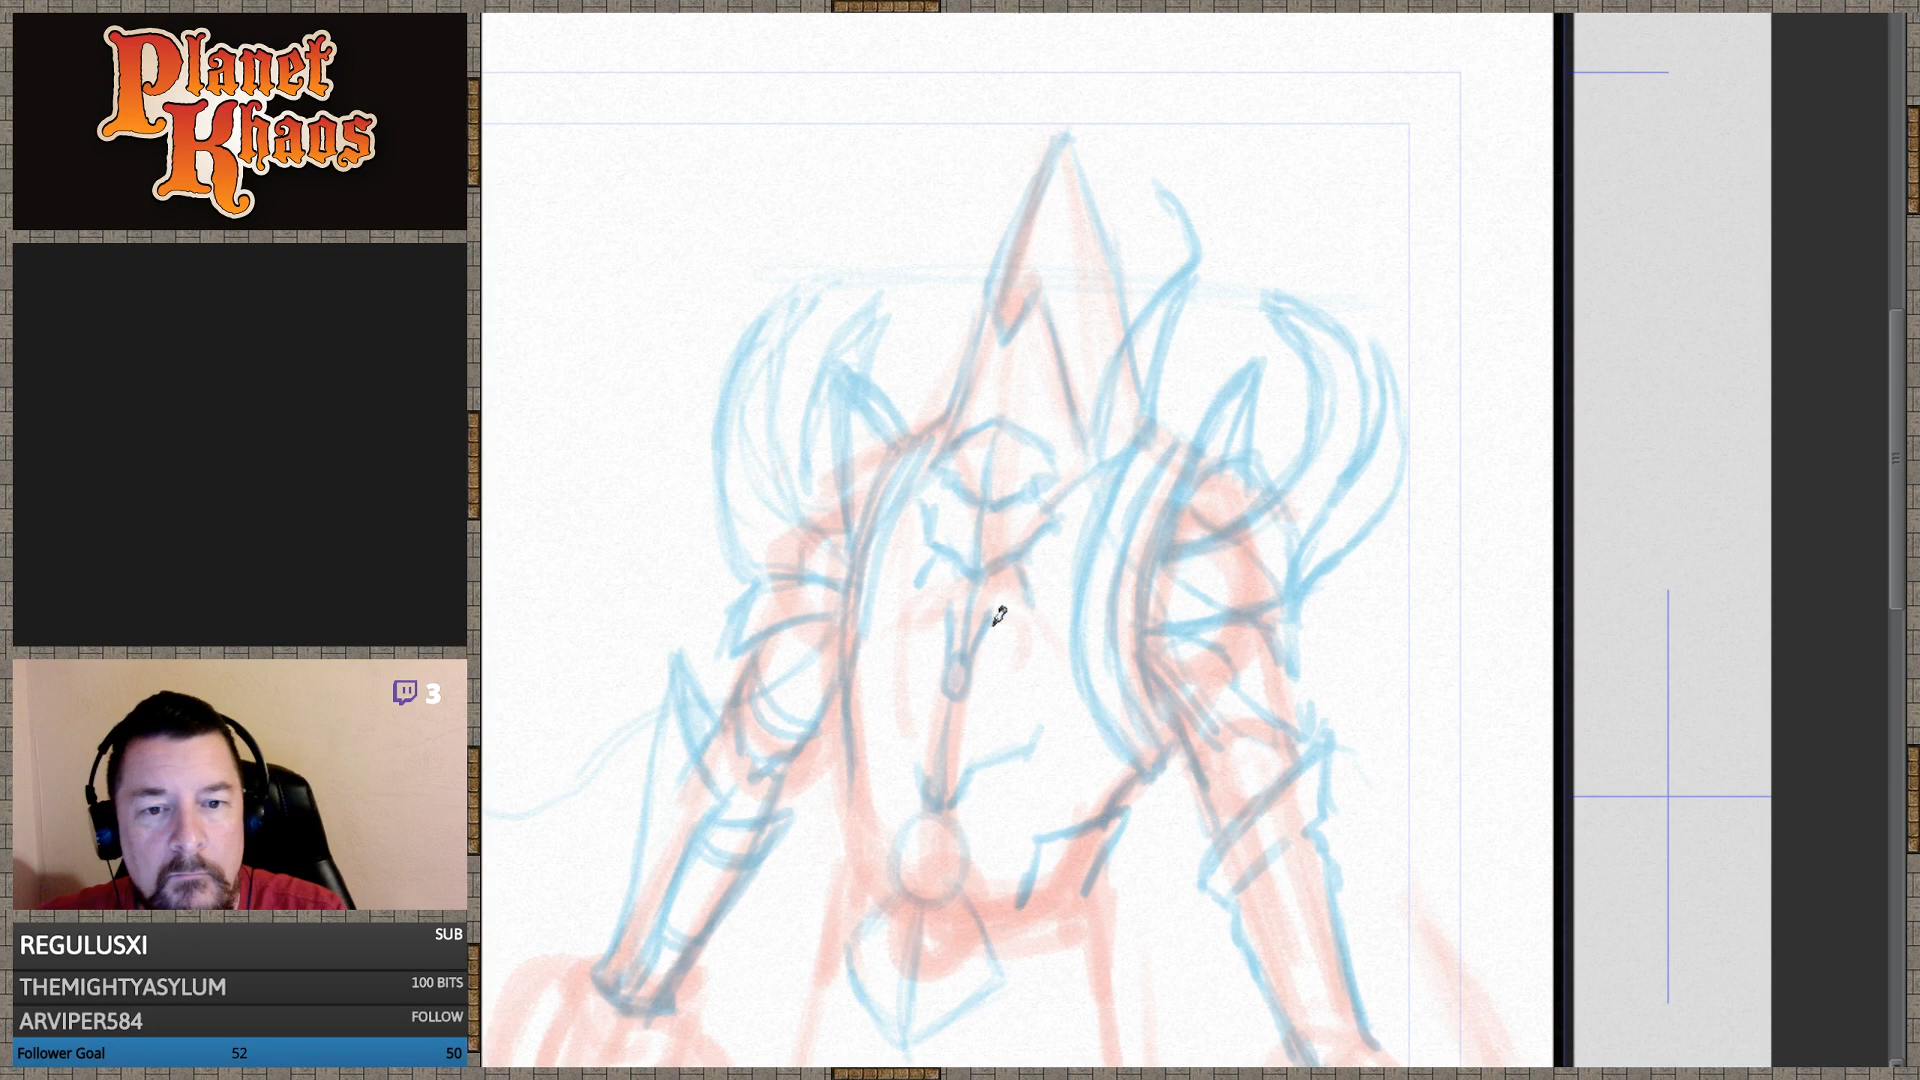 Planet
Khaos
3
REGULUSXI
SUB
THEMIGHTYASYLUM
100 BITS
ARVIPER584
FOLLOW
Follower Goal
52
50